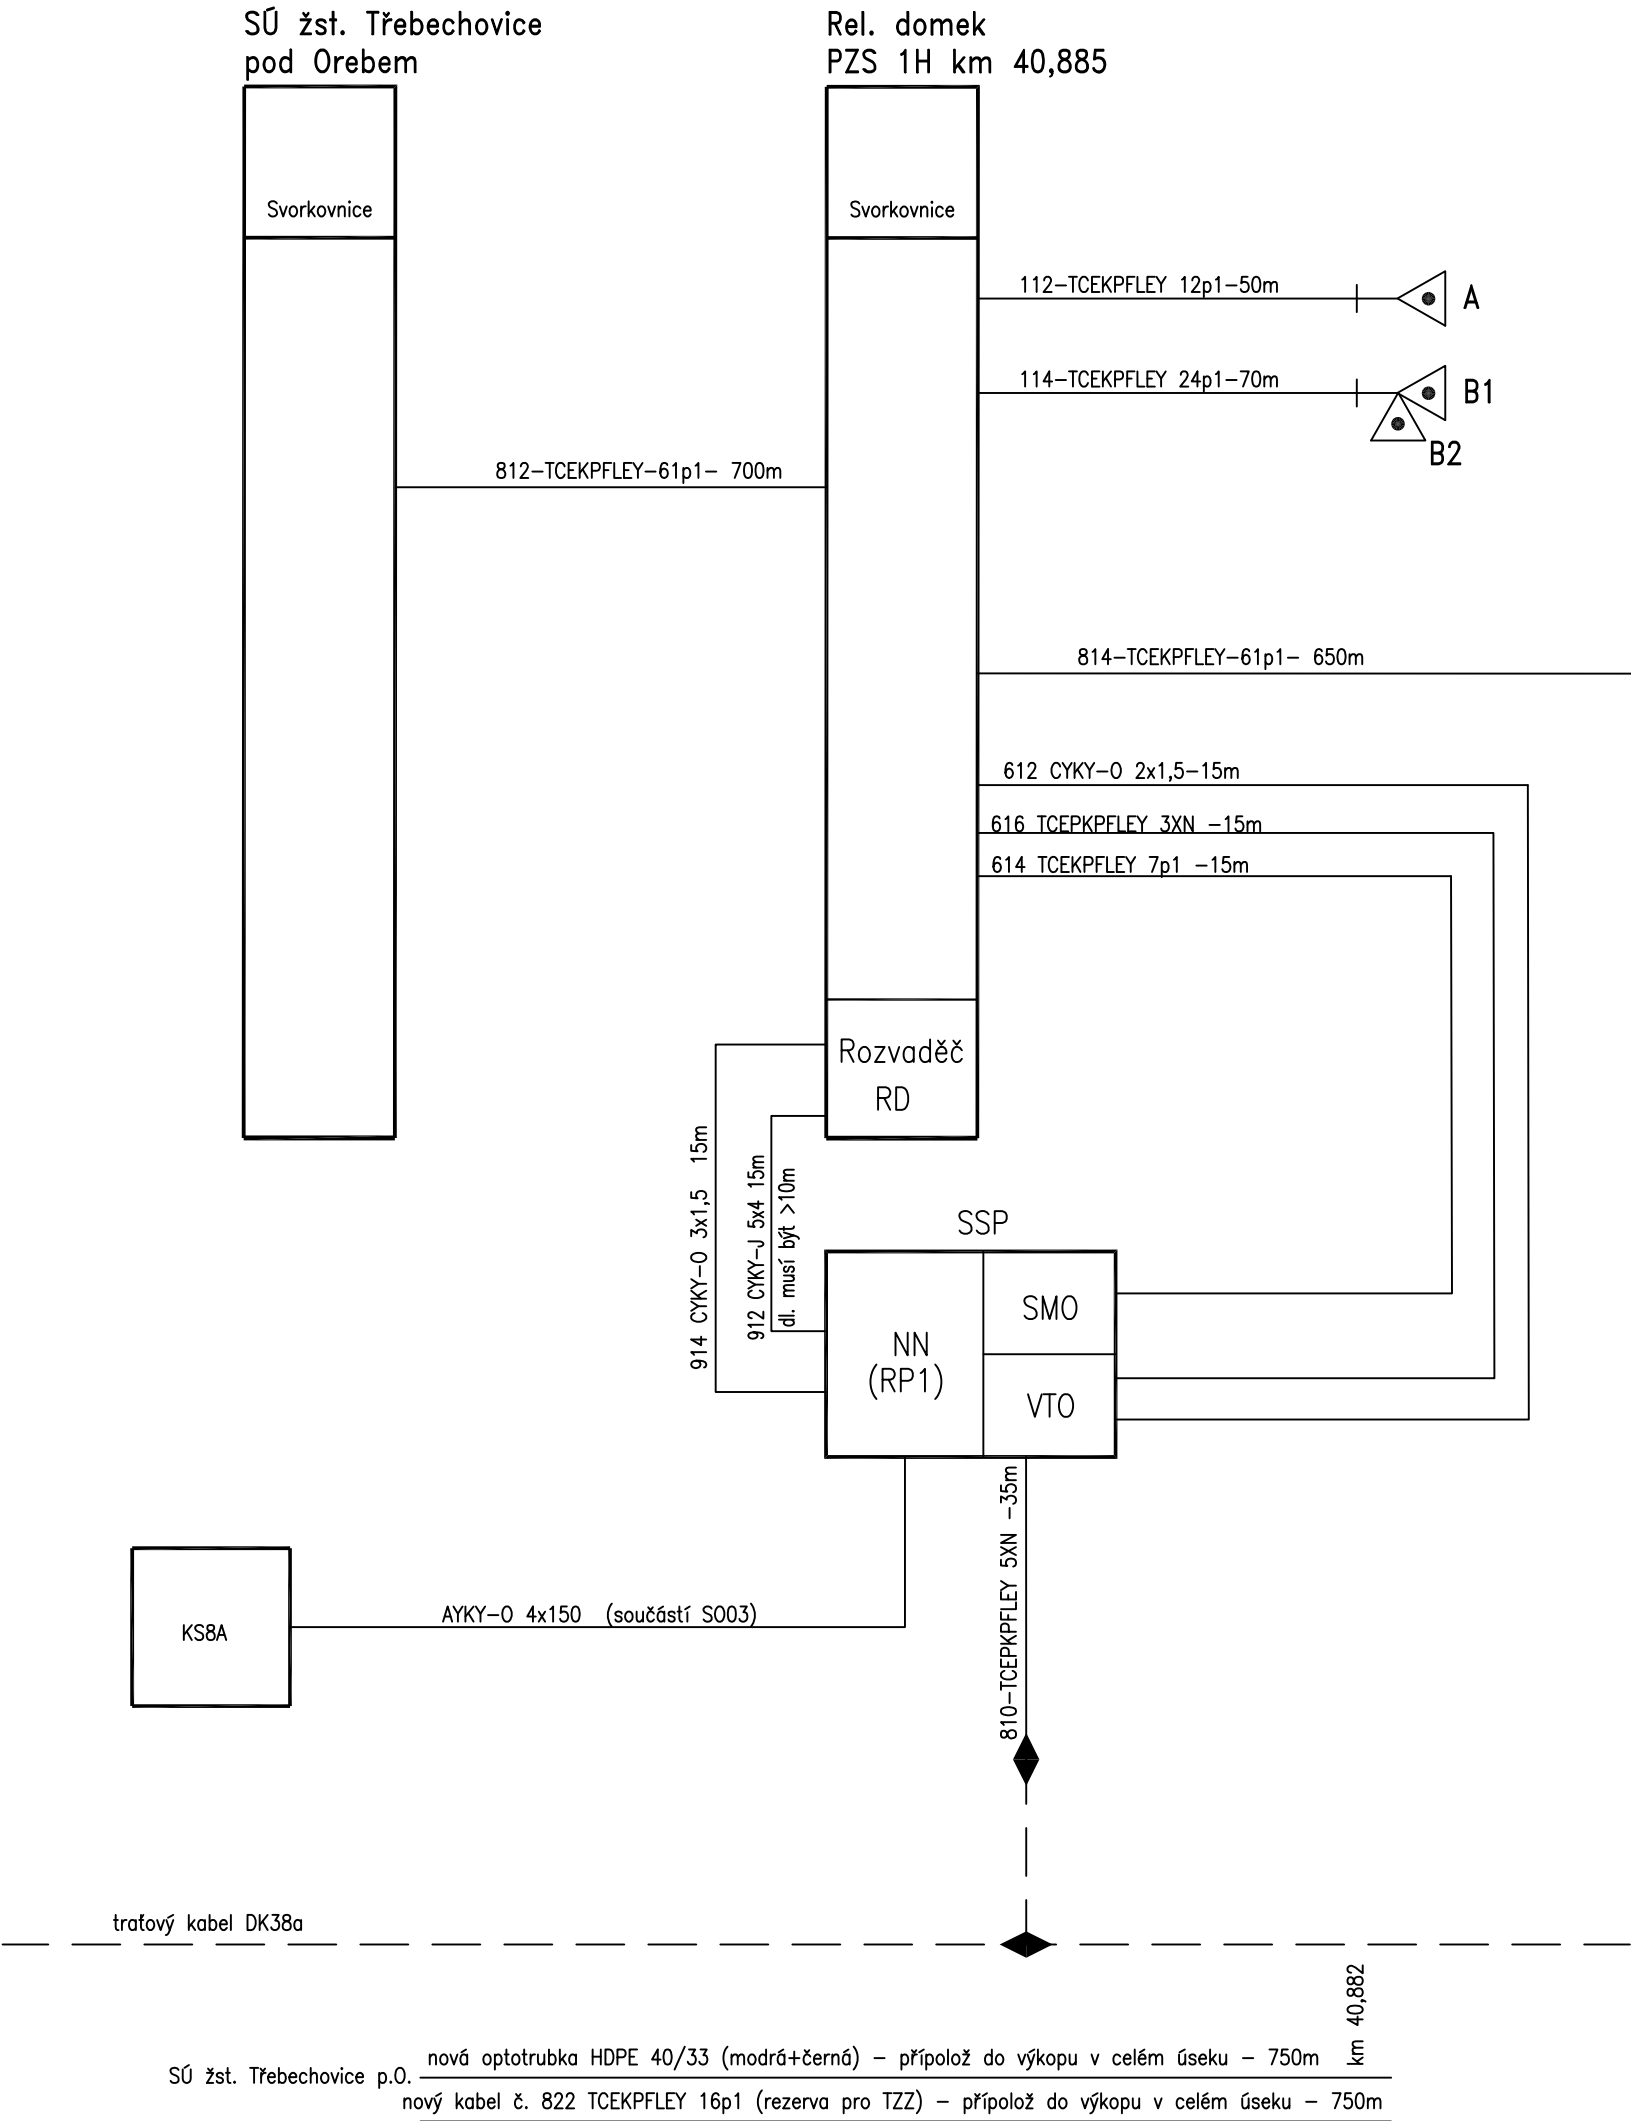 SÚ žst. Třebechovice
pod Orebem
Rel. domek
PZS 1H km 40,885
Svorkovnice
Svorkovnice
112-TCEKPFLEY 12p1-50m
A
114-TCEKPFLEY 24p1-70m
B1
B2
812-TCEKPFLEY-61p1- 700m
814-TCEKPFLEY-61p1- 650m
612 CYKY-O 2x1,5-15m
616 TCEPKPFLEY 3XN -15m
614 TCEKPFLEY 7p1 -15m
Rozvaděč
RD
914 CYKY-O 3x1,5 15m
912 CYKY-J 5x4 15m
dl. musí být >10m
SSP
NN
(RP1)
SMO
VTO
810-TCEPKPFLEY 5XN -35m
KS8A
AYKY-O 4x150 (součástí SO03)
traťový kabel DK38a
km 40,882
SÚ žst. Třebechovice p.O.
nová optotrubka HDPE 40/33 (modrá+černá) - přípolož do výkopu v celém úseku - 750m
nový kabel č. 822 TCEKPFLEY 16p1 (rezerva pro TZZ) - přípolož do výkopu v celém úseku - 750m